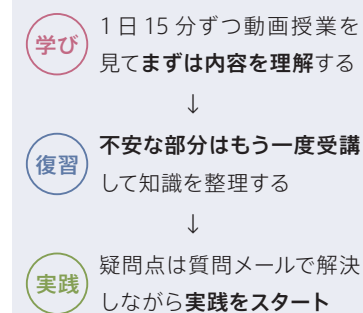 学び
1日15分ずつ動画授業を
見てまずは内容を理解する
↓
復習
不安な部分はもう一度受講
して知識を整理する
↓
実践
疑問点は質問メールで解決
しながら実践をスタート